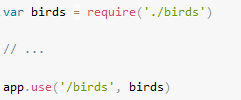 var birds = require('./birds')
// ...
app.use('/birds', birds)